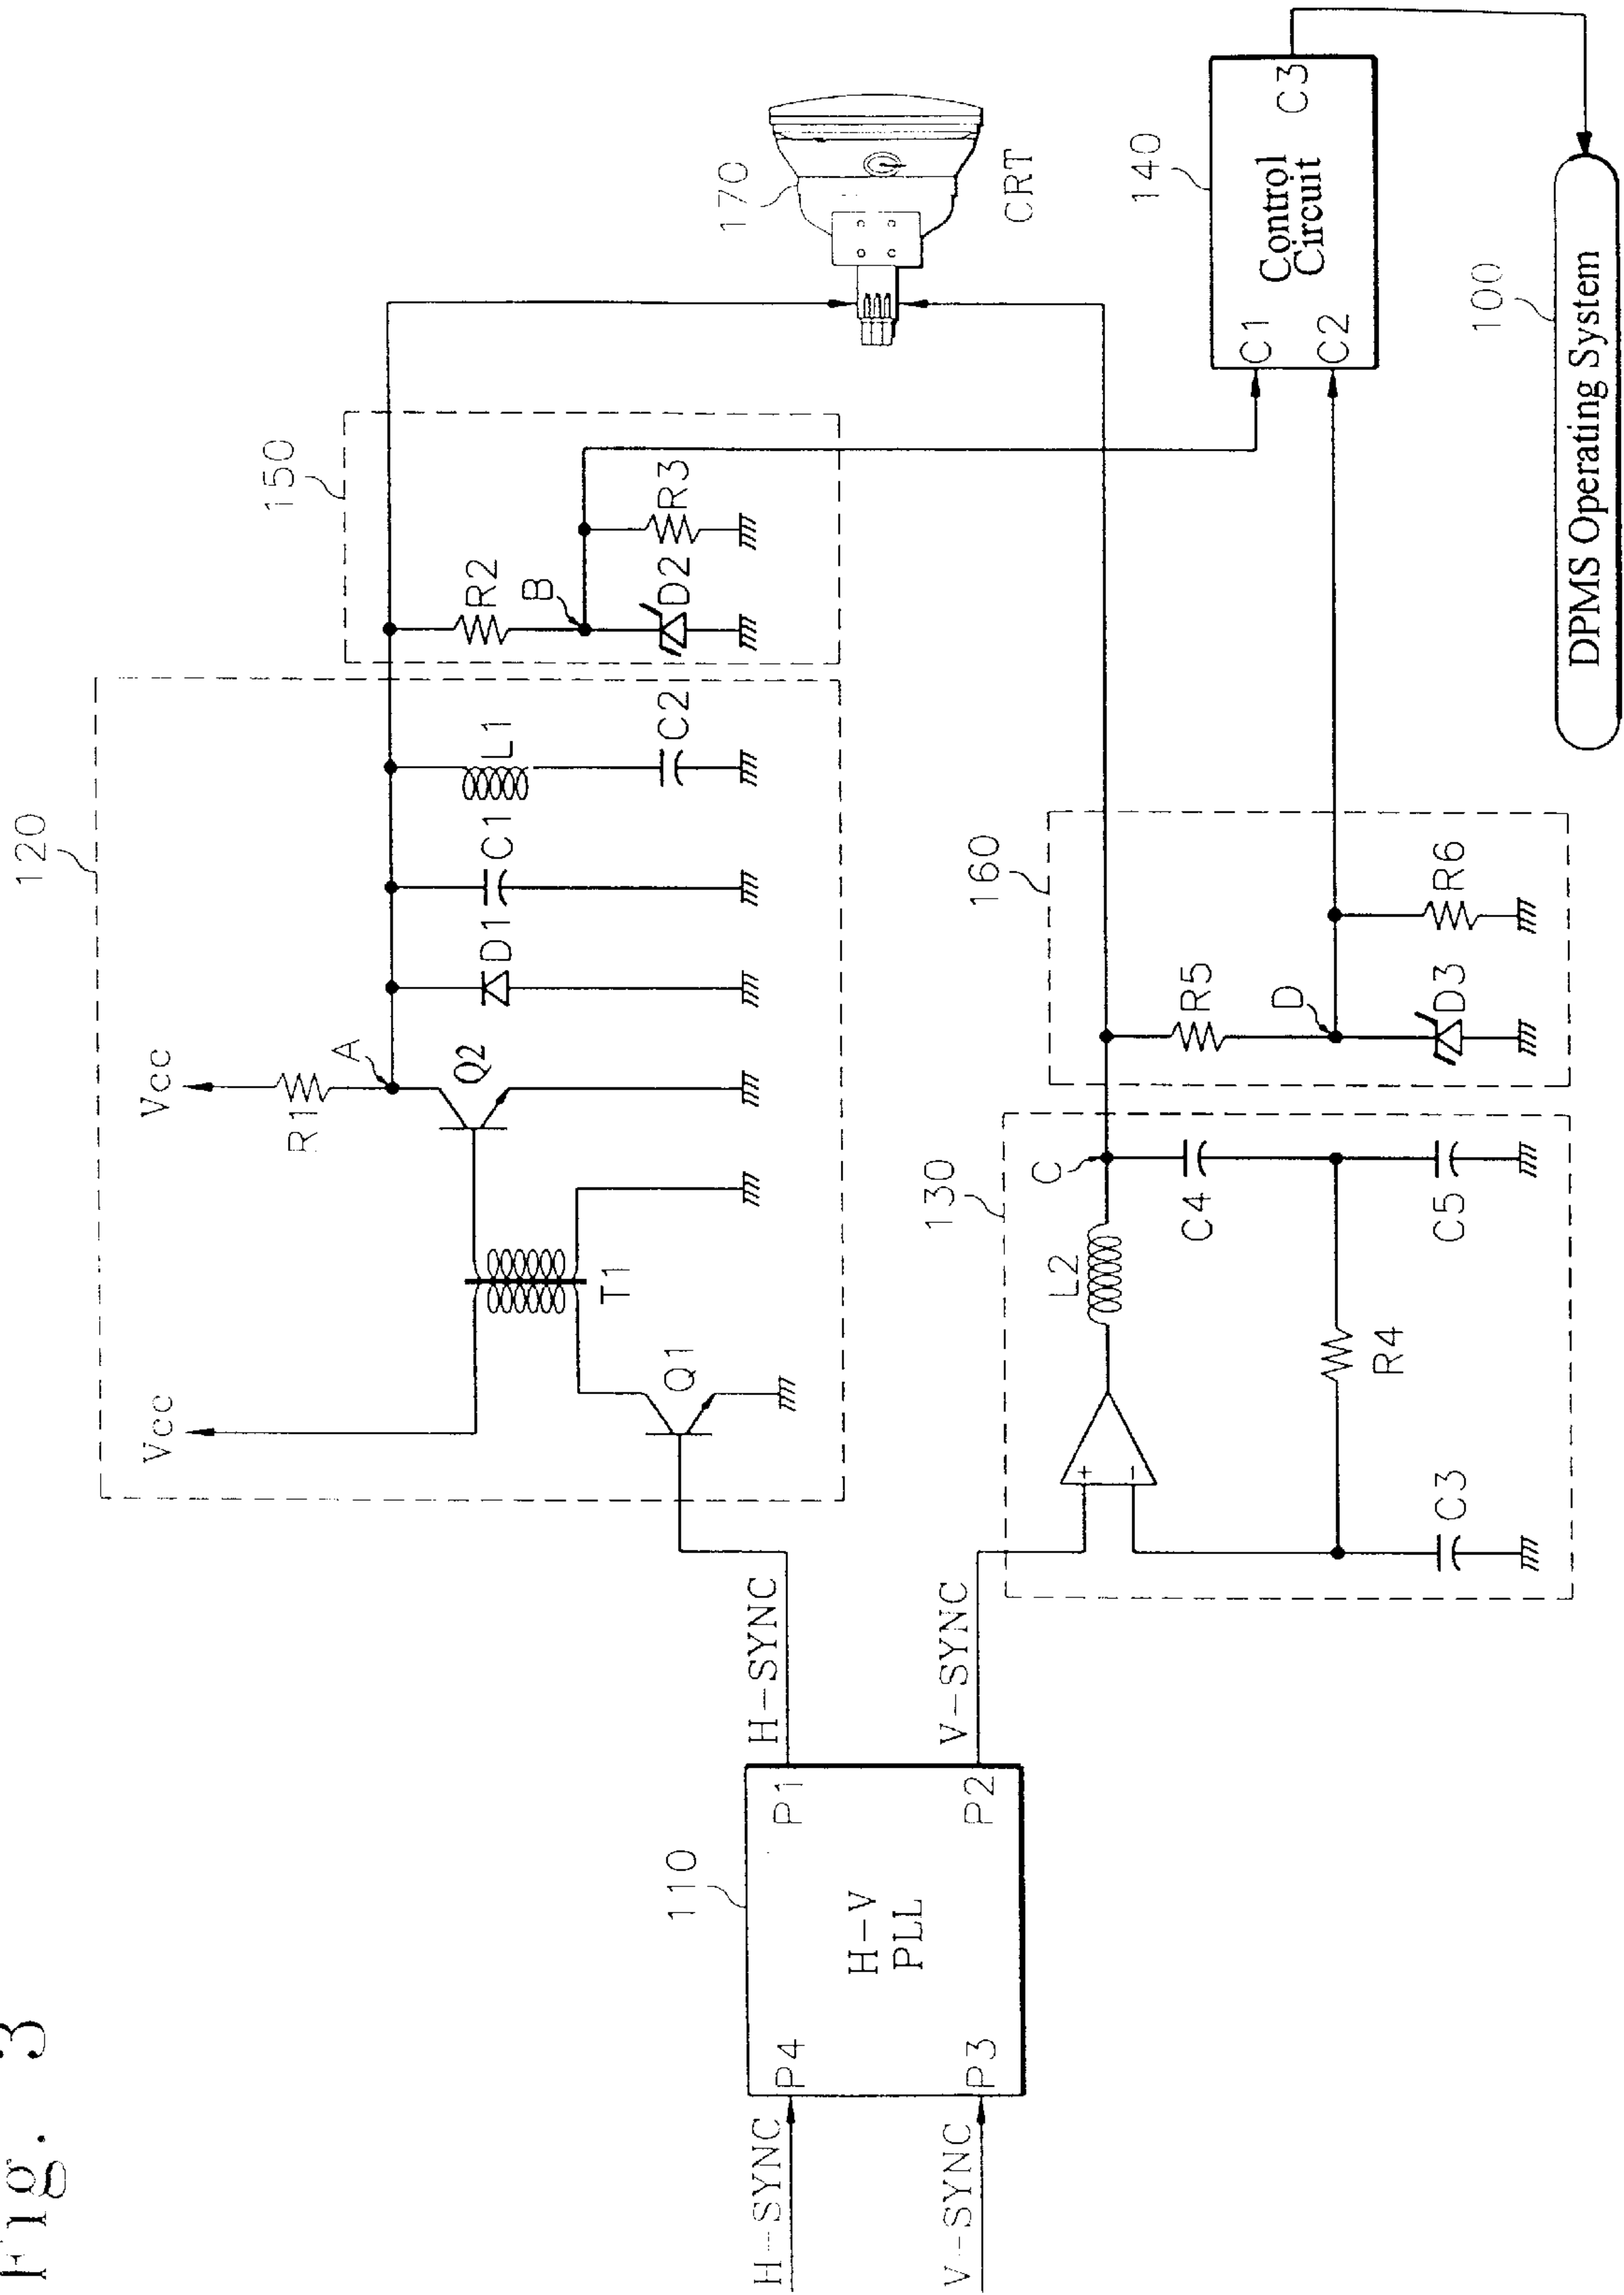 Fig. 3
H-SYNC
V-SYNC
P4
P3
110
H-V
PLL
P1
P2
H-SYNC
V-SYNC
120
Vcc
Vcc
Q1
T1
R1
A
Q2
D1
C1
L1
C2
150
R2
B
D2
R3
170
CRT
130
+
-
L2
C
C4
C3
R4
C5
160
R5
D
D3
R6
140
C1
C2
Control
Circuit
C3
100
DPMS Operating System